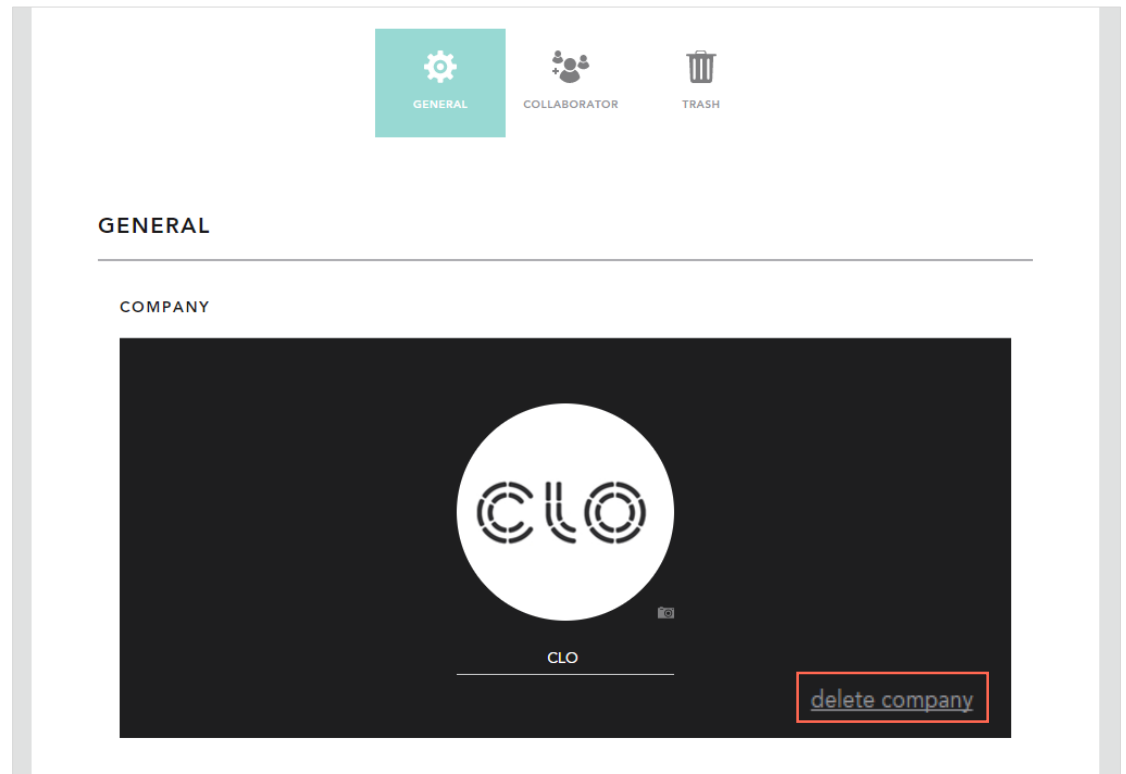 GENERAL COLLABORATOR TRASH
GENERAL
COMPANY
CLO
CLO
delete company